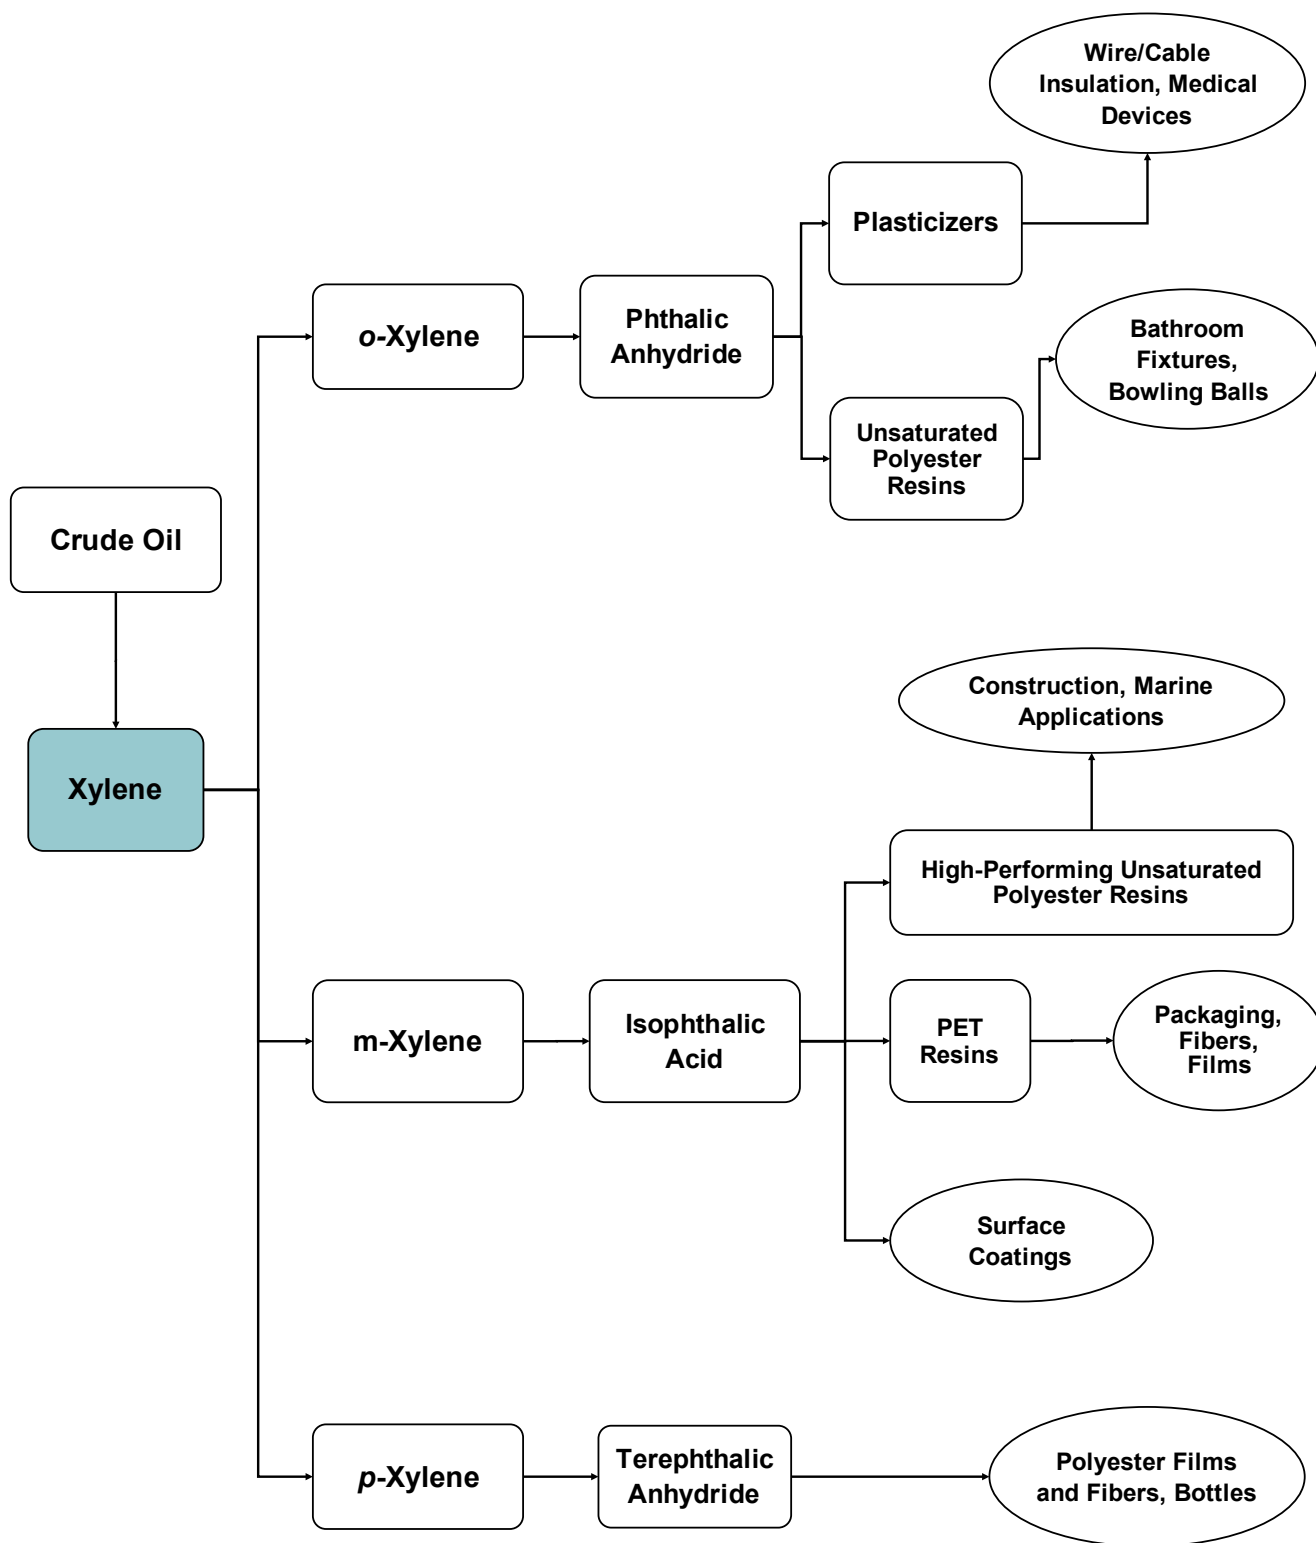 Wire/Cable
Insulation, Medical
Devices
Plasticizers
o-Xylene
Phthalic
Anhydride
Bathroom
Fixtures,
Bowling Balls
Unsaturated
Polyester
Resins
Crude Oil
Construction, Marine
Applications
Xylene
High-Performing Unsaturated
Polyester Resins
m-Xylene
Isophthalic
Acid
PET
Resins
Packaging,
Fibers,
Films
Surface
Coatings
p-Xylene
Terephthalic
Anhydride
Polyester Films
and Fibers, Bottles